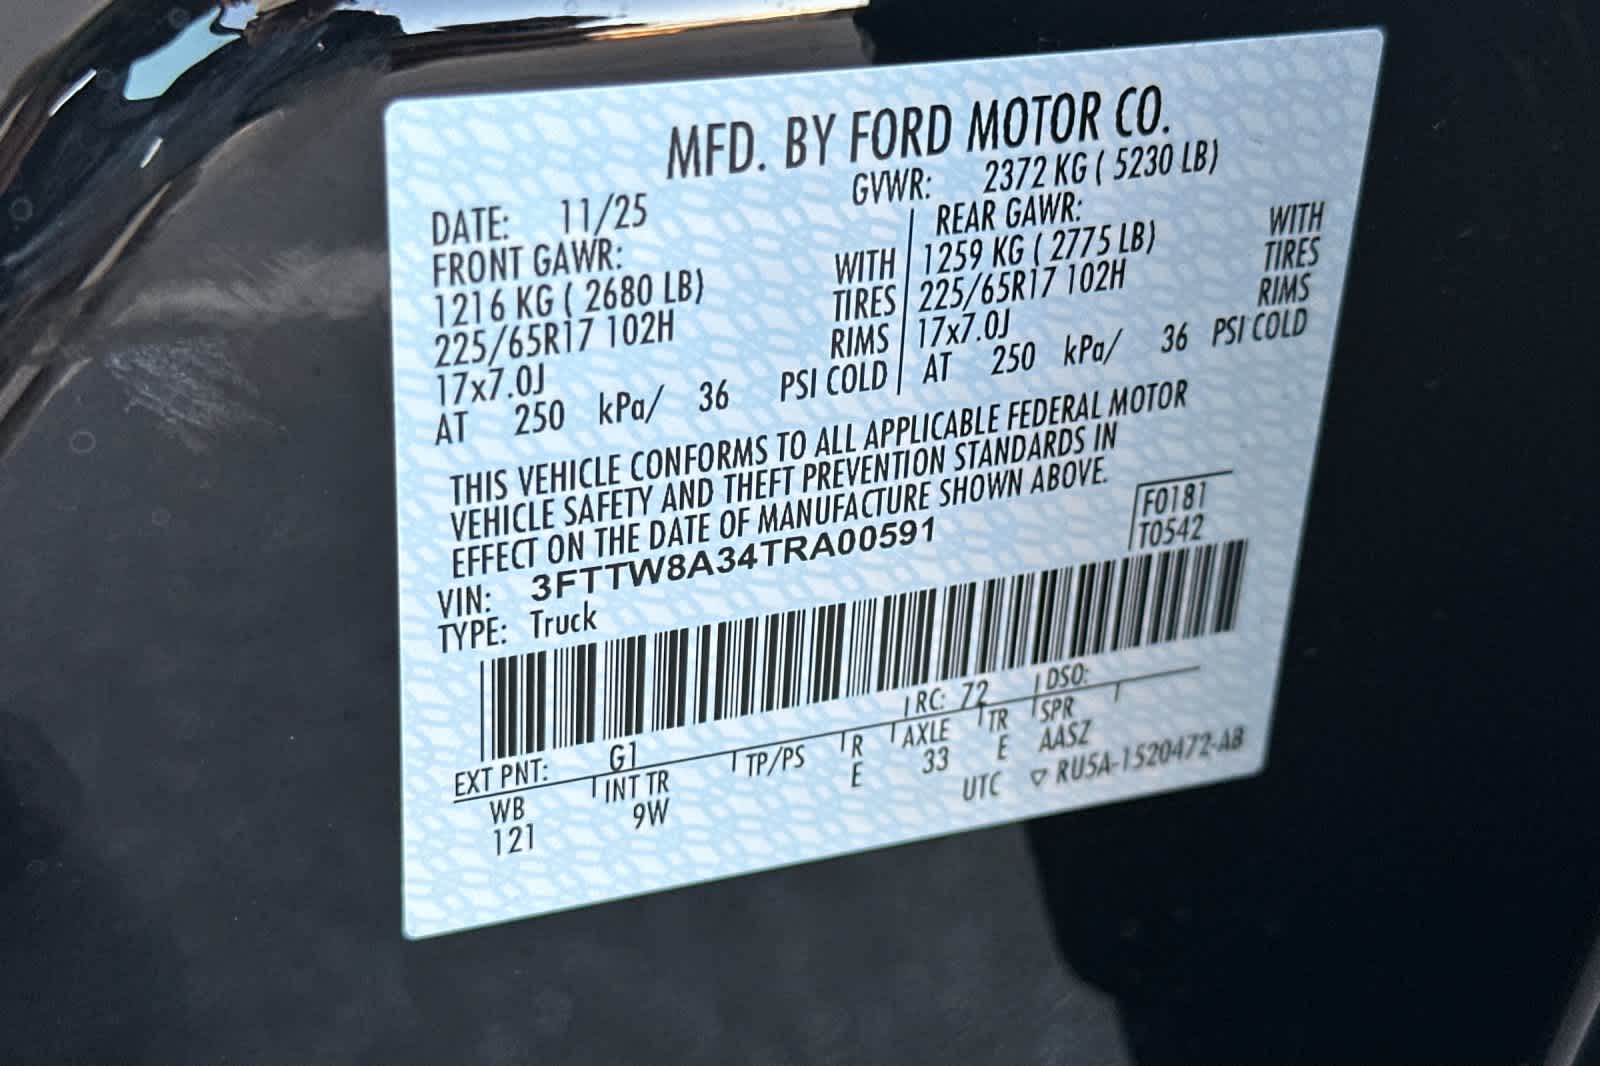 MFD. BY FORD MOTOR CO.
DATE: 11/25 GVWR: 2372 KG ( 5230 LB)
FRONT GAWR: REAR GAWR:
1216 KG ( 2680 LB) WITH 1259 KG ( 2775 LB) WITH
225/65R17 102H TIRES 225/65R17 102H TIRES
17x7.0J RIMS 17x7.0J RIMS
AT 250 kPa/ 36 PSI COLD AT 250 kPa/ 36 PSI COLD
THIS VEHICLE CONFORMS TO ALL APPLICABLE FEDERAL MOTOR
VEHICLE SAFETY AND THEFT PREVENTION STANDARDS IN
EFFECT ON THE DATE OF MANUFACTURE SHOWN ABOVE.
F0181
T0542
VIN: 3FTTW8A34TRA00591
TYPE: Truck
EXT PNT: G1 RC: 72 DSO:
WB INT TR TP/PS R AXLE TR SPR
121 9W E 33 E AASZ
UTC ▽ RU5A-1520472-AB